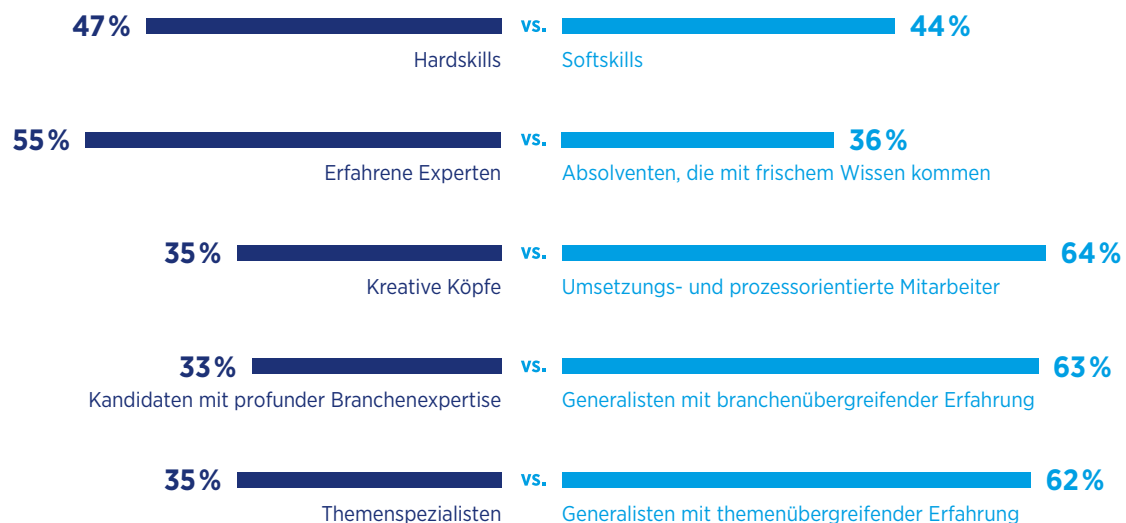 47% vs. 44%
Hardskills Softskills
55% vs. 36%
Erfahrene Experten Absolventen, die mit frischem Wissen kommen
35% vs. 64%
Kreative Köpfe Umsetzungs- und prozessorientierte Mitarbeiter
33% vs. 63%
Kandidaten mit profunder Branchenexpertise Generalisten mit branchenübergreifender Erfahrung
35% vs. 62%
Themenspezialisten Generalisten mit themenübergreifender Erfahrung